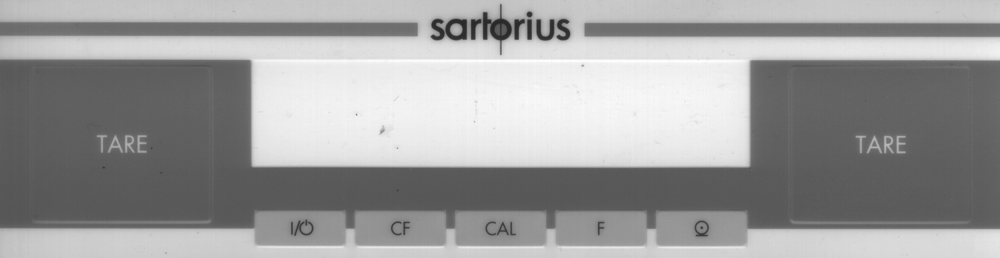 sartorius
TARE
TARE
I/⏻ CF CAL F